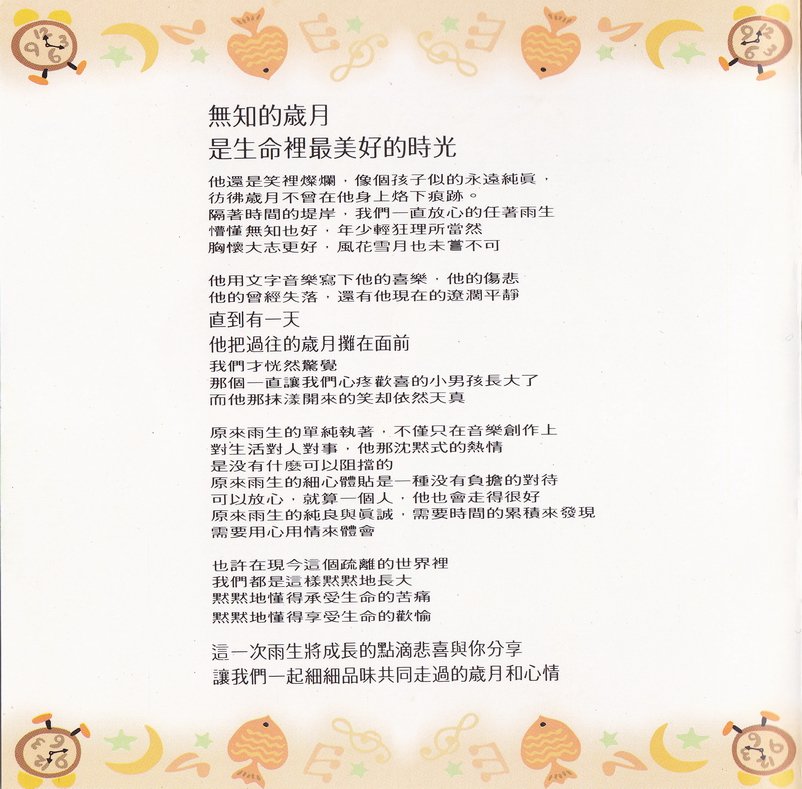 無知的歲月
是生命裡最美好的時光
他還是笑裡燦爛，像個孩子似的永遠純真，
彷彿歲月不曾在他身上烙下痕跡。
隔著時間的堤岸，我們一直放心的任著雨生
懵懂無知也好，年少輕狂理所當然
胸懷大志更好，風花雪月也未嘗不可
他用文字音樂寫下他的喜樂，他的傷悲
他的曾經失落，還有他現在的遼濶平靜
直到有一天
他把過往的歲月攤在面前
我們才恍然驚覺
那個一直讓我們心疼歡喜的小男孩長大了
而他那抹漾開來的笑却依然天真
原來雨生的單純執著，不僅只在音樂創作上
對生活對人對事，他那沈默式的熱情
是没有什麼可以阻擋的
原來雨生的細心體貼是一種没有負擔的對待
可以放心，就算一個人，他也會走得很好
原來雨生的純良與真誠，需要時間的累積來發現
需要用心用情來體會
也許在現今這個疏離的世界裡
我們都是這樣默默地長大
默默地懂得承受生命的苦痛
默默地懂得享受生命的歡愉
這一次雨生將成長的點滴悲喜與你分享
讓我們一起細細品味共同走過的歲月和心情